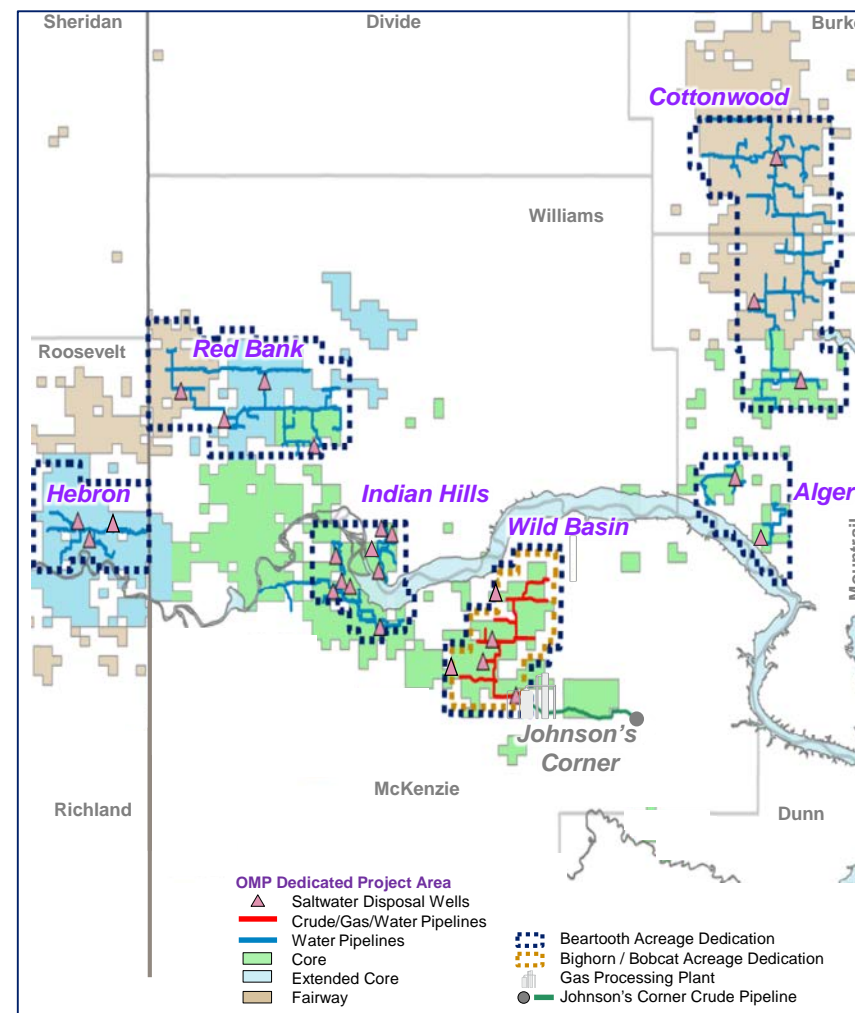 Sheridan
Divide
Burke
Cottonwood
Williams
Roosevelt
Red Bank
Hebron
Indian Hills
Alger
Wild Basin
Mountrail
Johnson's
Corner
McKenzie
Richland
Dunn
OMP Dedicated Project Area
Saltwater Disposal Wells
Crude/Gas/Water Pipelines
Water Pipelines
Core
Extended Core
Fairway
Beartooth Acreage Dedication
Bighorn / Bobcat Acreage Dedication
Gas Processing Plant
Johnson's Corner Crude Pipeline